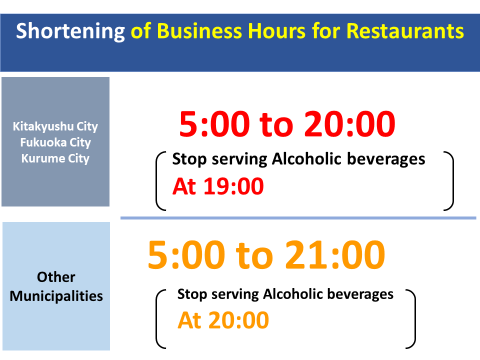 Shortening of Business Hours for Restaurants
Kitakyushu City
Fukuoka City
Kurume City
5:00 to 20:00
Stop serving Alcoholic beverages
At 19:00
Other
Municipalities
5:00 to 21:00
Stop serving Alcoholic beverages
At 20:00